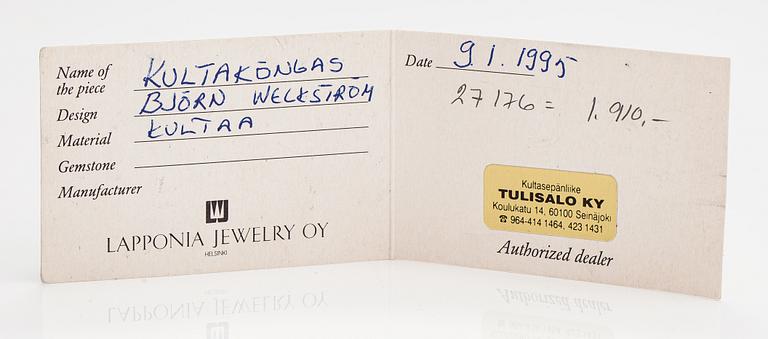 Name of
the piece KULTAKÖNGAS
Design BJÖRN WECKSTRÖM
Material KULTAA
Gemstone
Manufacturer
LAPPONIA JEWELRY OY
HELSINKI
Date 9.1.1995
27176 = 1.910,-
Kultasepänliike
TULISALO KY
Koulukatu 14, 60100 Seinäjoki
☎ 964-414 1464, 423 1431
Authorized dealer